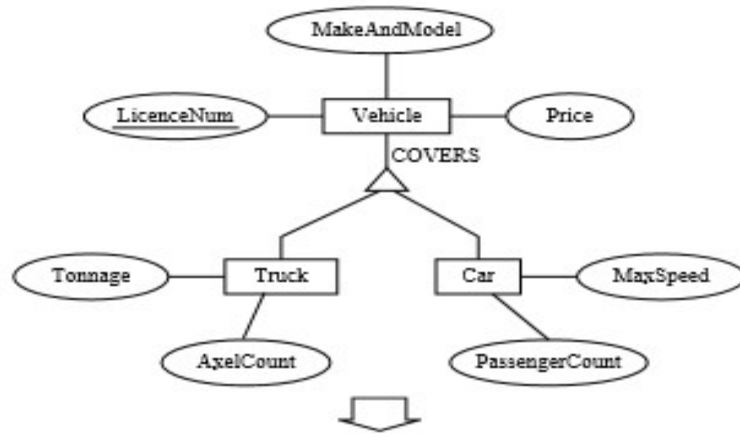 MakeAndModel
LicenceNum
Vehicle
Price
COVERS
Tonnage
Truck
Car
MaxSpeed
AxelCount
PassengerCount